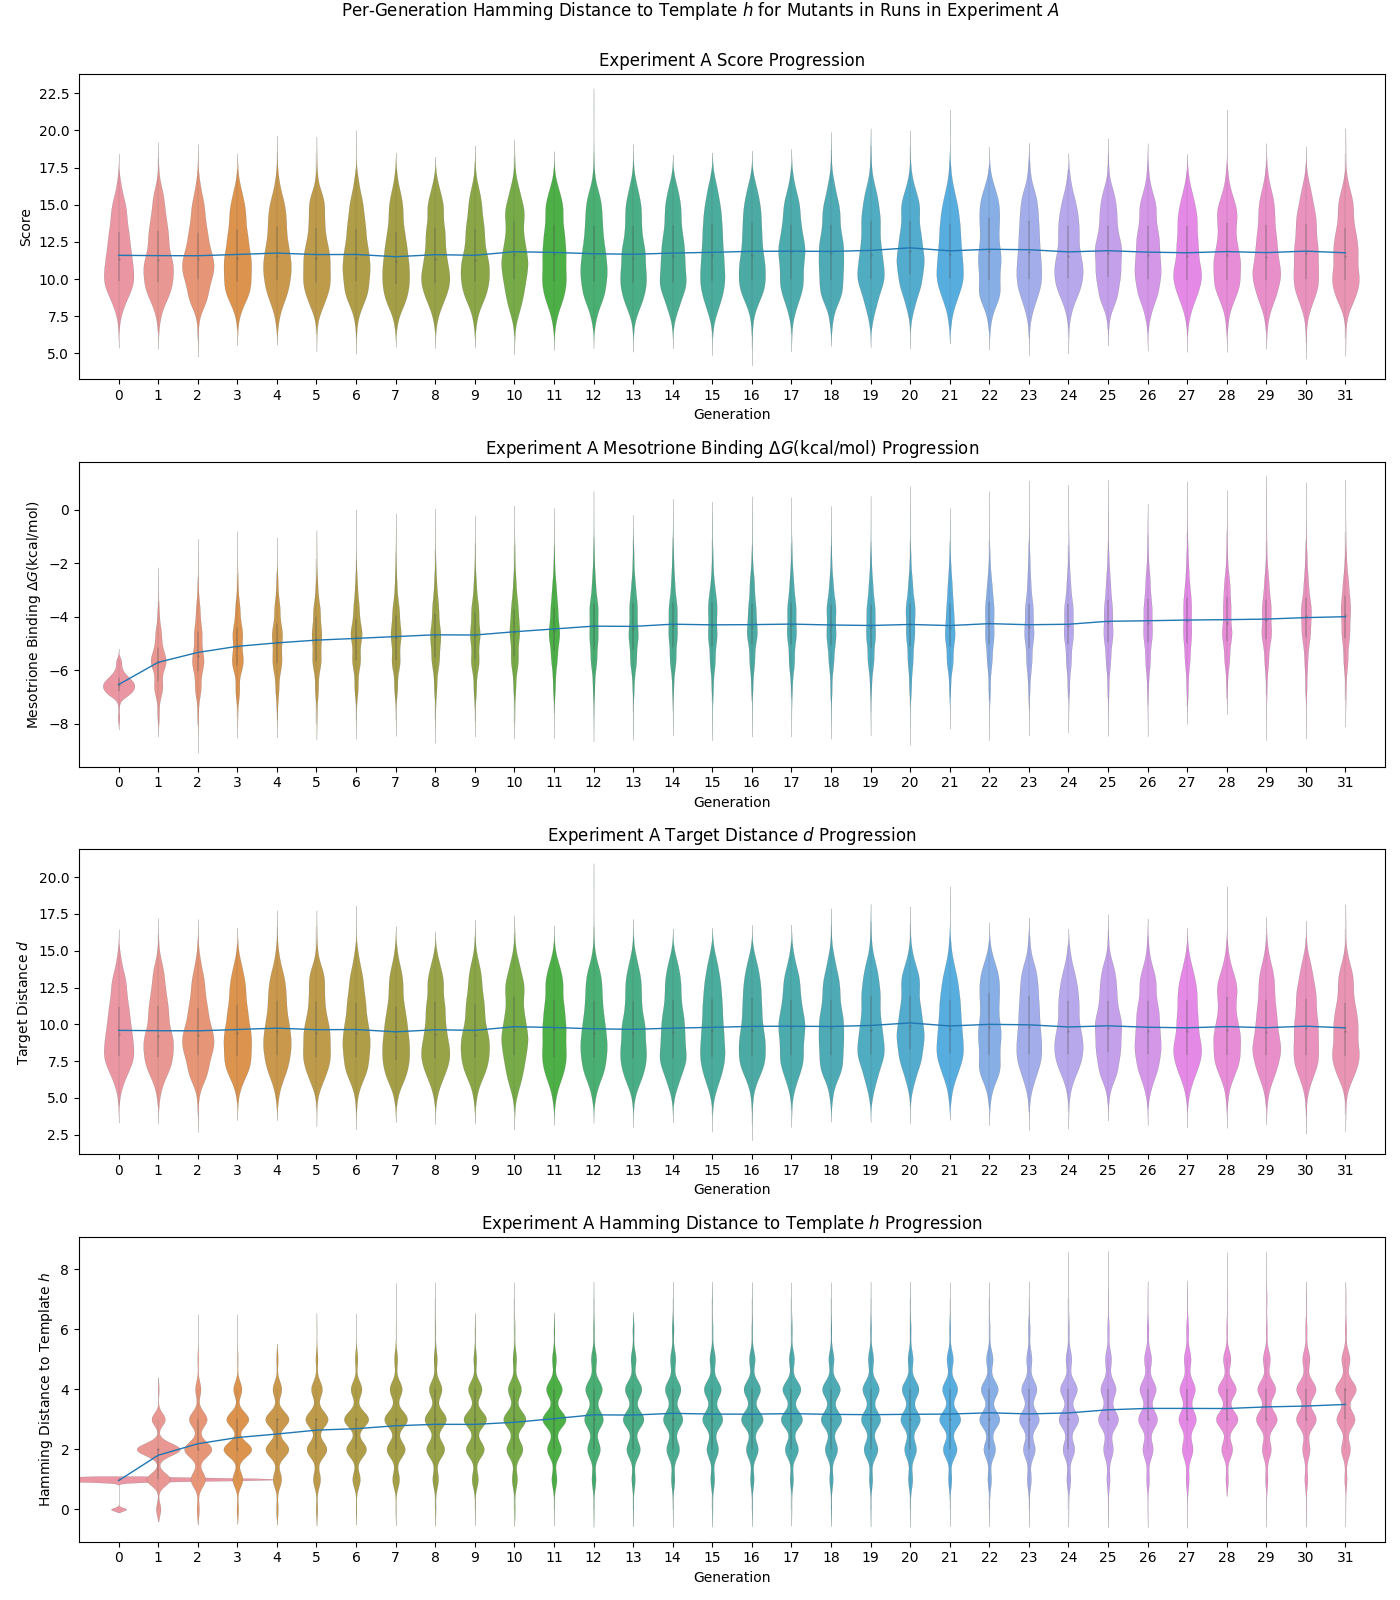 Per-Generation Hamming Distance to Template h for Mutants in Runs in Experiment A
Experiment A Score Progression
Score
22.5
20.0
17.5
15.0
12.5
10.0
7.5
5.0
0 1 2 3 4 5 6 7 8 9 10 11 12 13 14 15 16 17 18 19 20 21 22 23 24 25 26 27 28 29 30 31
Generation
Experiment A Mesotrione Binding ΔG(kcal/mol) Progression
Mesotrione Binding ΔG(kcal/mol)
0
−2
−4
−6
−8
0 1 2 3 4 5 6 7 8 9 10 11 12 13 14 15 16 17 18 19 20 21 22 23 24 25 26 27 28 29 30 31
Generation
Experiment A Target Distance d Progression
Target Distance d
20.0
17.5
15.0
12.5
10.0
7.5
5.0
2.5
0 1 2 3 4 5 6 7 8 9 10 11 12 13 14 15 16 17 18 19 20 21 22 23 24 25 26 27 28 29 30 31
Generation
Experiment A Hamming Distance to Template h Progression
Hamming Distance to Template h
8
6
4
2
0
0 1 2 3 4 5 6 7 8 9 10 11 12 13 14 15 16 17 18 19 20 21 22 23 24 25 26 27 28 29 30 31
Generation